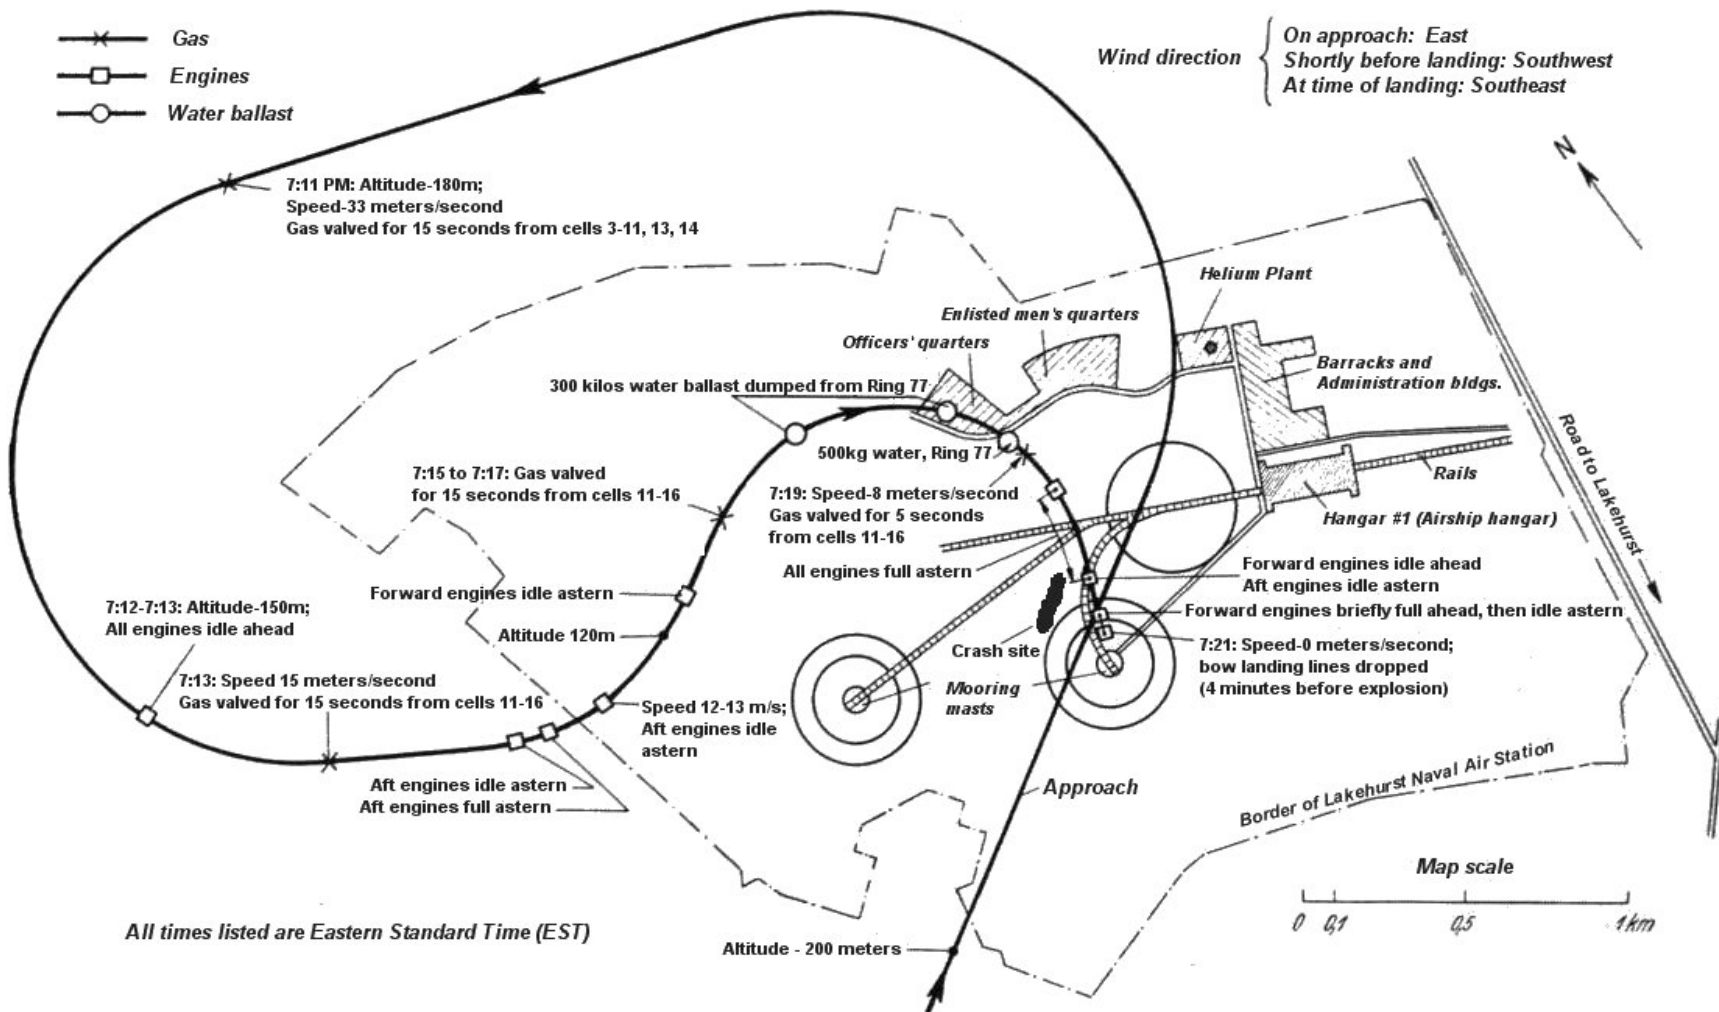 Gas
Engines
Water ballast
Wind direction
On approach: East
Shortly before landing: Southwest
At time of landing: Southeast
N
7:11 PM: Altitude-180m;
Speed-33 meters/second
Gas valved for 15 seconds from cells 3-11, 13, 14
Helium Plant
Enlisted men's quarters
Officers' quarters
Barracks and
Administration bldgs.
300 kilos water ballast dumped from Ring 77
500kg water, Ring 77
Road to Lakehurst
Rails
7:15 to 7:17: Gas valved
for 15 seconds from cells 11-16
7:19: Speed-8 meters/second
Gas valved for 5 seconds
from cells 11-16
Hangar #1 (Airship hangar)
All engines full astern
Forward engines idle ahead
Aft engines idle astern
Forward engines idle astern
7:12-7:13: Altitude-150m;
All engines idle ahead
Forward engines briefly full ahead, then idle astern
Altitude 120m
Crash site
7:21: Speed-0 meters/second;
bow landing lines dropped
(4 minutes before explosion)
7:13: Speed 15 meters/second
Gas valved for 15 seconds from cells 11-16
Mooring
masts
Speed 12-13 m/s;
Aft engines idle
astern
Aft engines idle astern
Aft engines full astern
Approach
Border of Lakehurst Naval Air Station
Map scale
0 0,1 0,5 1 km
All times listed are Eastern Standard Time (EST)
Altitude - 200 meters